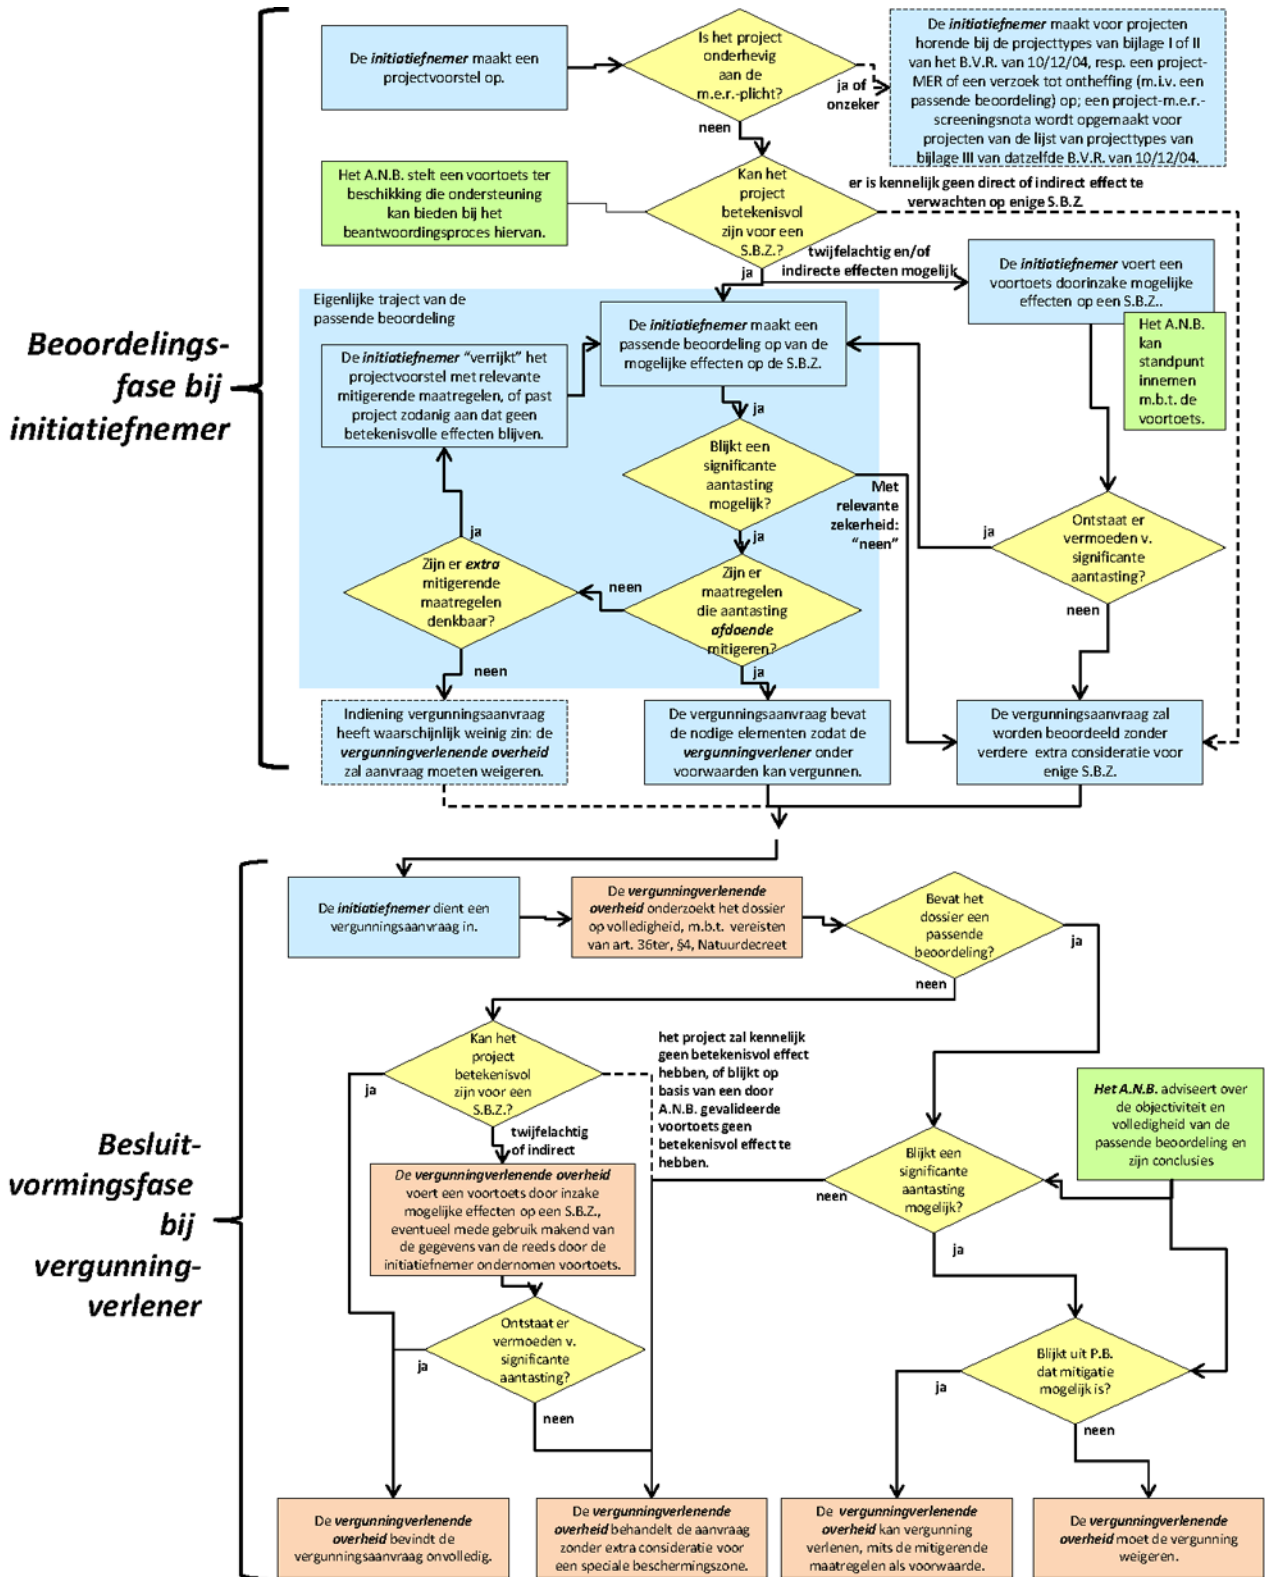 De initiatiefnemer maakt een
projectvoorstel op.
Is het project
onderhevig
aan de
m.e.r.-plicht?
ja of
onzeker
neen
De initiatiefnemer maakt voor projecten
horende bij de projecttypes van bijlage I of II
van het B.V.R. van 10/12/04, resp. een project-
MER of een verzoek tot ontheffing (m.i.v. een
passende beoordeling) op; een project-m.e.r.-
screeningsnota wordt opgemaakt voor
projecten van de lijst van projecttypes van
bijlage III van datzelfde B.V.R. van 10/12/04.
Het A.N.B. stelt een voortoets ter
beschikking die ondersteuning
kan bieden bij het
beantwoordingsproces hiervan.
Kan het
project
betekenisvol
zijn voor een
S.B.Z.?
er is kennelijk geen direct of indirect effect te
verwachten op enige S.B.Z.
twijfelachtig en/of
indirecte effecten mogelijk
ja
De initiatiefnemer voert een
voortoets doorinzake mogelijke
effecten op een S.B.Z..
Het A.N.B.
kan
standpunt
innemen
m.b.t. de
voortoets.
Beoordelings-
fase bij
initiatiefnemer
Eigenlijke traject van de
passende beoordeling
De initiatiefnemer maakt een
passende beoordeling op van de
mogelijke effecten op de S.B.Z.
De initiatiefnemer “verrijkt” het
projectvoorstel met relevante
mitigerende maatregelen, of past
project zodanig aan dat geen
betekenisvolle effecten blijven.
ja
Blijkt een
significante
aantasting
mogelijk?
Met
relevante
zekerheid:
“neen”
ja
Ontstaat er
vermoeden v.
significante
aantasting?
ja
neen
ja
Zijn er extra
mitigerende
maatregelen
denkbaar?
neen
Zijn er
maatregelen
die aantasting
afdoende
mitigeren?
neen
ja
Indiening vergunningsaanvraag
heeft waarschijnlijk weinig zin: de
vergunningverlenende overheid
zal aanvraag moeten weigeren.
De vergunningsaanvraag bevat
de nodige elementen zodat de
vergunningverlener onder
voorwaarden kan vergunnen.
De vergunningsaanvraag zal
worden beoordeeld zonder
verdere extra consideratie voor
enige S.B.Z.
Besluit-
vormingsfase
bij
vergunning-
verlener
De initiatiefnemer dient een
vergunningsaanvraag in.
De vergunningverlenende
overheid onderzoekt het dossier
op volledigheid, m.b.t. vereisten
van art. 36ter, §4, Natuurdecreet
Bevat het
dossier een
passende
beoordeling?
ja
neen
Kan het
project
betekenisvol
zijn voor een
S.B.Z.?
ja
twijfelachtig
of indirect
het project zal kennelijk
geen betekenisvol effect
hebben, of blijkt op
basis van een door
A.N.B. gevalideerde
voortoets geen
betekenisvol effect te
hebben.
Het A.N.B. adviseert over
de objectiviteit en
volledigheid van de
passende beoordeling en
zijn conclusies
Blijkt een
significante
aantasting
mogelijk?
neen
ja
De vergunningverlenende overheid
voert een voortoets door inzake
mogelijke effecten op een S.B.Z.,
eventueel mede gebruik makend van
de gegevens van de reeds door de
initiatiefnemer ondernomen voortoets.
Ontstaat er
vermoeden v.
significante
aantasting?
ja
neen
Blijkt uit P.B.
dat mitigatie
mogelijk is?
ja
neen
De vergunningverlenende
overheid bevindt de
vergunningsaanvraag onvolledig.
De vergunningverlenende
overheid behandelt de aanvraag
zonder extra consideratie voor
een speciale beschermingszone.
De vergunningverlenende
overheid kan vergunning
verlenen, mits de mitigerende
maatregelen als voorwaarde.
De vergunningverlenende
overheid moet de vergunning
weigeren.